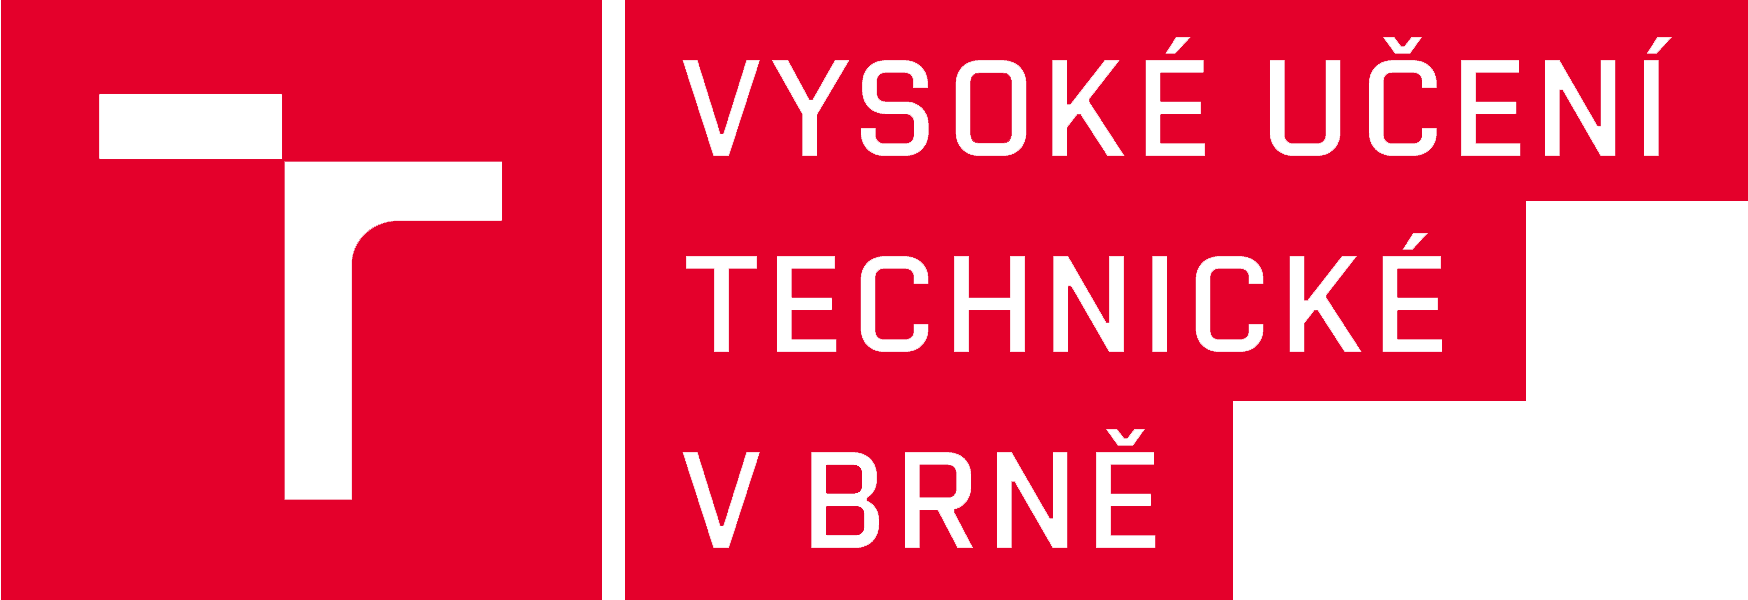 VYSOKÉ UČENÍ
TECHNICKÉ
V BRNĚ